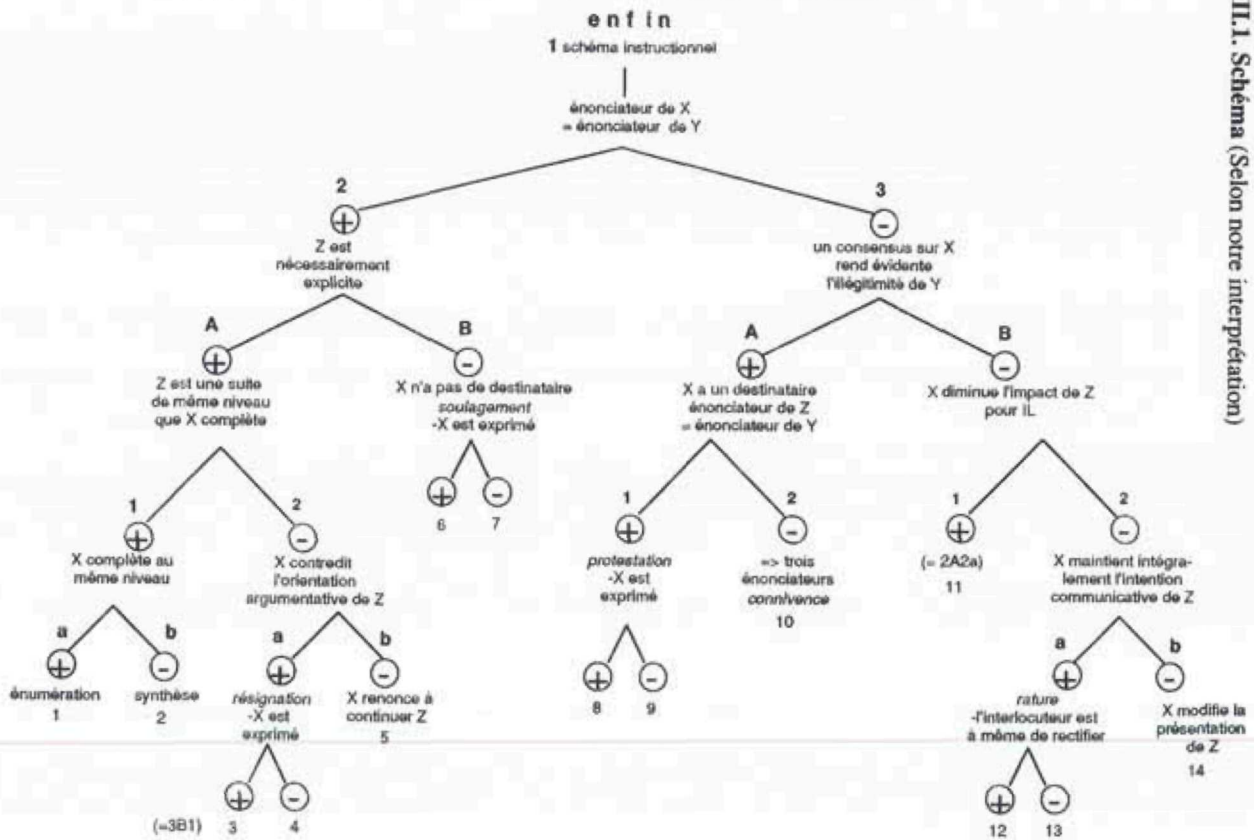 II.1. Schéma (Selon notre interprétation)
enfin
1 schéma instructionnel
énonciateur de X
= énonciateur de Y
2
+
Z est
nécessairement
explicite
3
-
un consensus sur X
rend évidente
l'illégitimité de Y
A
+
Z est une suite
de même niveau
que X complète
B
-
X n'a pas de destinataire
soulagement
-X est exprimé
+
6
-
7
A
+
X a un destinataire
énonciateur de Z
= énonciateur de Y
B
-
X diminue l'impact de Z
pour IL
1
+
X complète au
même niveau
2
-
X contredit
l'orientation
argumentative de Z
1
+
protestation
-X est
exprimé
2
-
=> trois
énonciateurs
connivence
10
1
+
(= 2A2a)
11
2
-
X maintient intégra-
lement l'intention
communicative de Z
a
+
énumération
1
b
-
synthèse
2
a
+
résignation
-X est
exprimé
b
-
X renonce à
continuer Z
5
+
8
-
9
a
+
rature
-l'interlocuteur est
à même de rectifier
b
-
X modifie la
présentation
de Z
14
(=3B1)
+
3
-
4
+
12
-
13